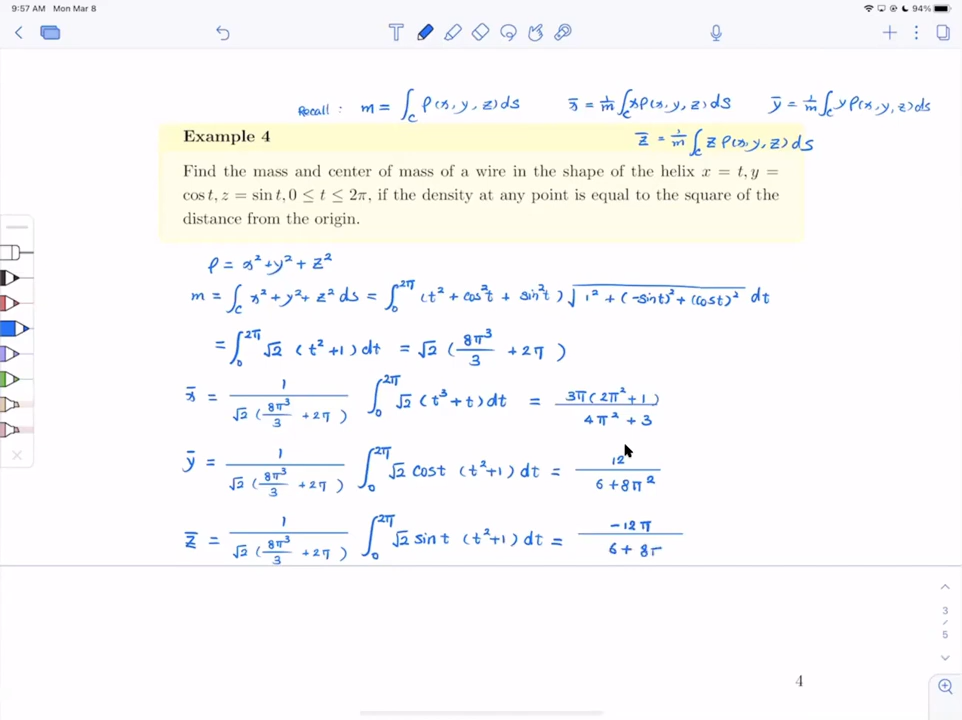 9:57 AM Mon Mar 8
94%
Recall : m = ∫_C ρ(x, y, z) ds x̄ = 1/m ∫_C xρ(x, y, z) ds ȳ = 1/m ∫_C yρ(x, y, z) ds
Example 4
z̄ = 1/m ∫_C z ρ(x, y, z) ds
Find the mass and center of mass of a wire in the shape of the helix x = t, y =
cos t, z = sin t, 0 ≤ t ≤ 2π, if the density at any point is equal to the square of the
distance from the origin.
ρ = x² + y² + z²
m = ∫_C x² + y² + z² ds = ∫_0^{2π} (t² + cos²t + sin²t) √(1² + (-sint)² + (cost)²) dt
= ∫_0^{2π} √2 (t² + 1) dt = √2 (8π³/3 + 2π)
x̄ = 1/(√2 (8π³/3 + 2π)) ∫_0^{2π} √2 (t³ + t) dt = 3π(2π² + 1)/(4π² + 3)
ȳ = 1/(√2 (8π³/3 + 2π)) ∫_0^{2π} √2 cost (t² + 1) dt = 12/(6 + 8π²)
z̄ = 1/(√2 (8π³/3 + 2π)) ∫_0^{2π} √2 sint (t² + 1) dt = -12π/(6 + 8π
3
/
5
4